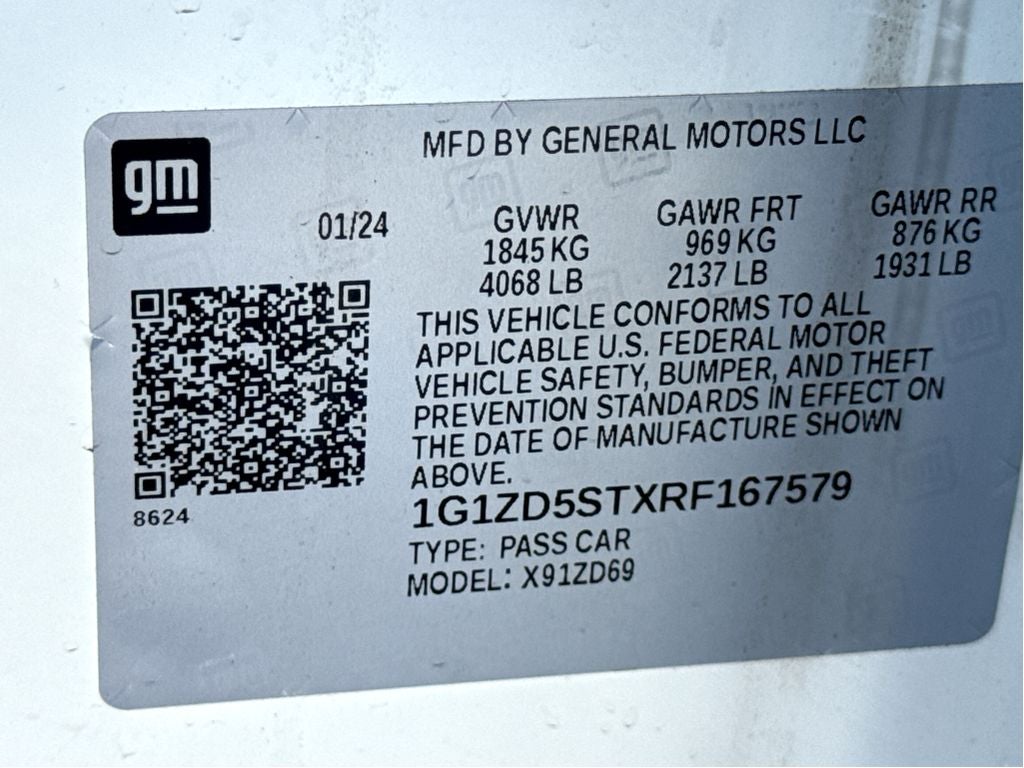 gm
MFD BY GENERAL MOTORS LLC
01/24
GVWR
1845 KG
4068 LB
GAWR FRT
969 KG
2137 LB
GAWR RR
876 KG
1931 LB
THIS VEHICLE CONFORMS TO ALL
APPLICABLE U.S. FEDERAL MOTOR
VEHICLE SAFETY, BUMPER, AND THEFT
PREVENTION STANDARDS IN EFFECT ON
THE DATE OF MANUFACTURE SHOWN
ABOVE.
8624
1G1ZD5STXRF167579
TYPE: PASS CAR
MODEL: X91ZD69